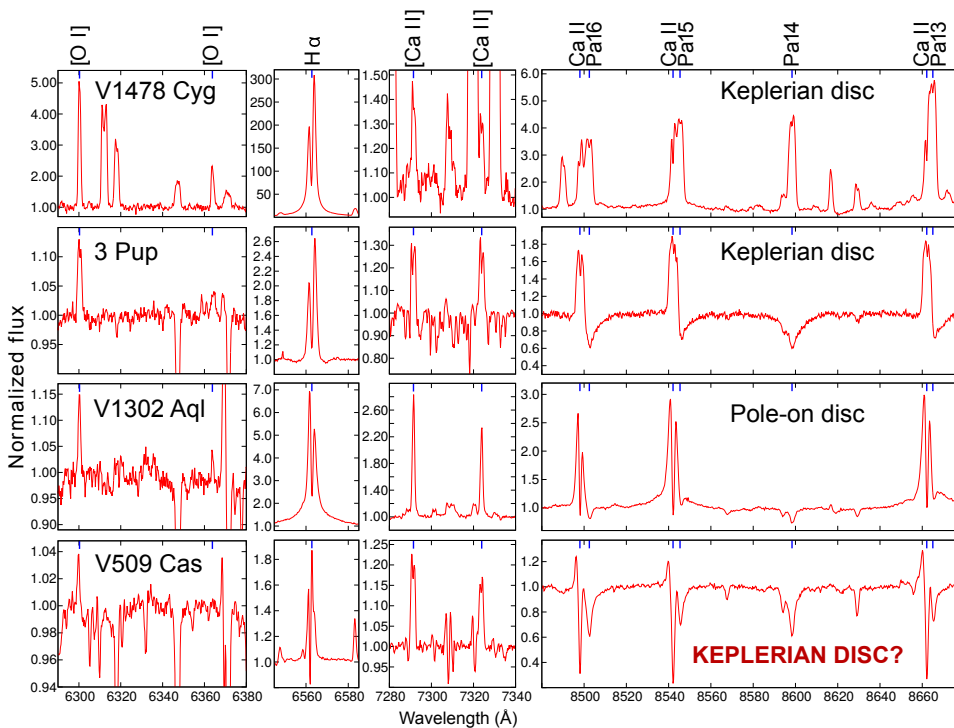 [O I] [O I] Hα [Ca II] [Ca II] Ca II Pa16 Ca II Pa15 Pa14 Ca II Pa13
V1478 Cyg Keplerian disc
5.00 4.00 3.00 2.00 1.00
300 250 200 150 100 50
1.50 1.40 1.30 1.20 1.10 1.00
6.0 5.0 4.0 3.0 2.0 1.0
3 Pup Keplerian disc
1.10 1.05 1.00 0.95
2.6 2.4 2.2 2.0 1.8 1.6 1.4 1.2 1.0
1.30 1.20 1.10 1.00 0.90 0.80
1.8 1.6 1.4 1.2 1.0 0.8 0.6 0.4
Normalized flux
V1302 Aql Pole-on disc
1.15 1.10 1.05 1.00 0.95 0.90
7.0 6.0 5.0 4.0 3.0 2.0 1.0
2.60 2.20 1.80 1.40 1.00
3.0 2.5 2.0 1.5 1.0
V509 Cas KEPLERIAN DISC?
1.04 1.02 1.00 0.98 0.96 0.94
1.8 1.6 1.4 1.2 1.0
1.25 1.20 1.15 1.10 1.05 1.00 0.95
1.2 1.0 0.8 0.6 0.4
6300 6320 6340 6360 6380 6560 6580 7280 7300 7320 7340 8500 8520 8540 8560 8580 8600 8620 8640 8660
Wavelength (Å)